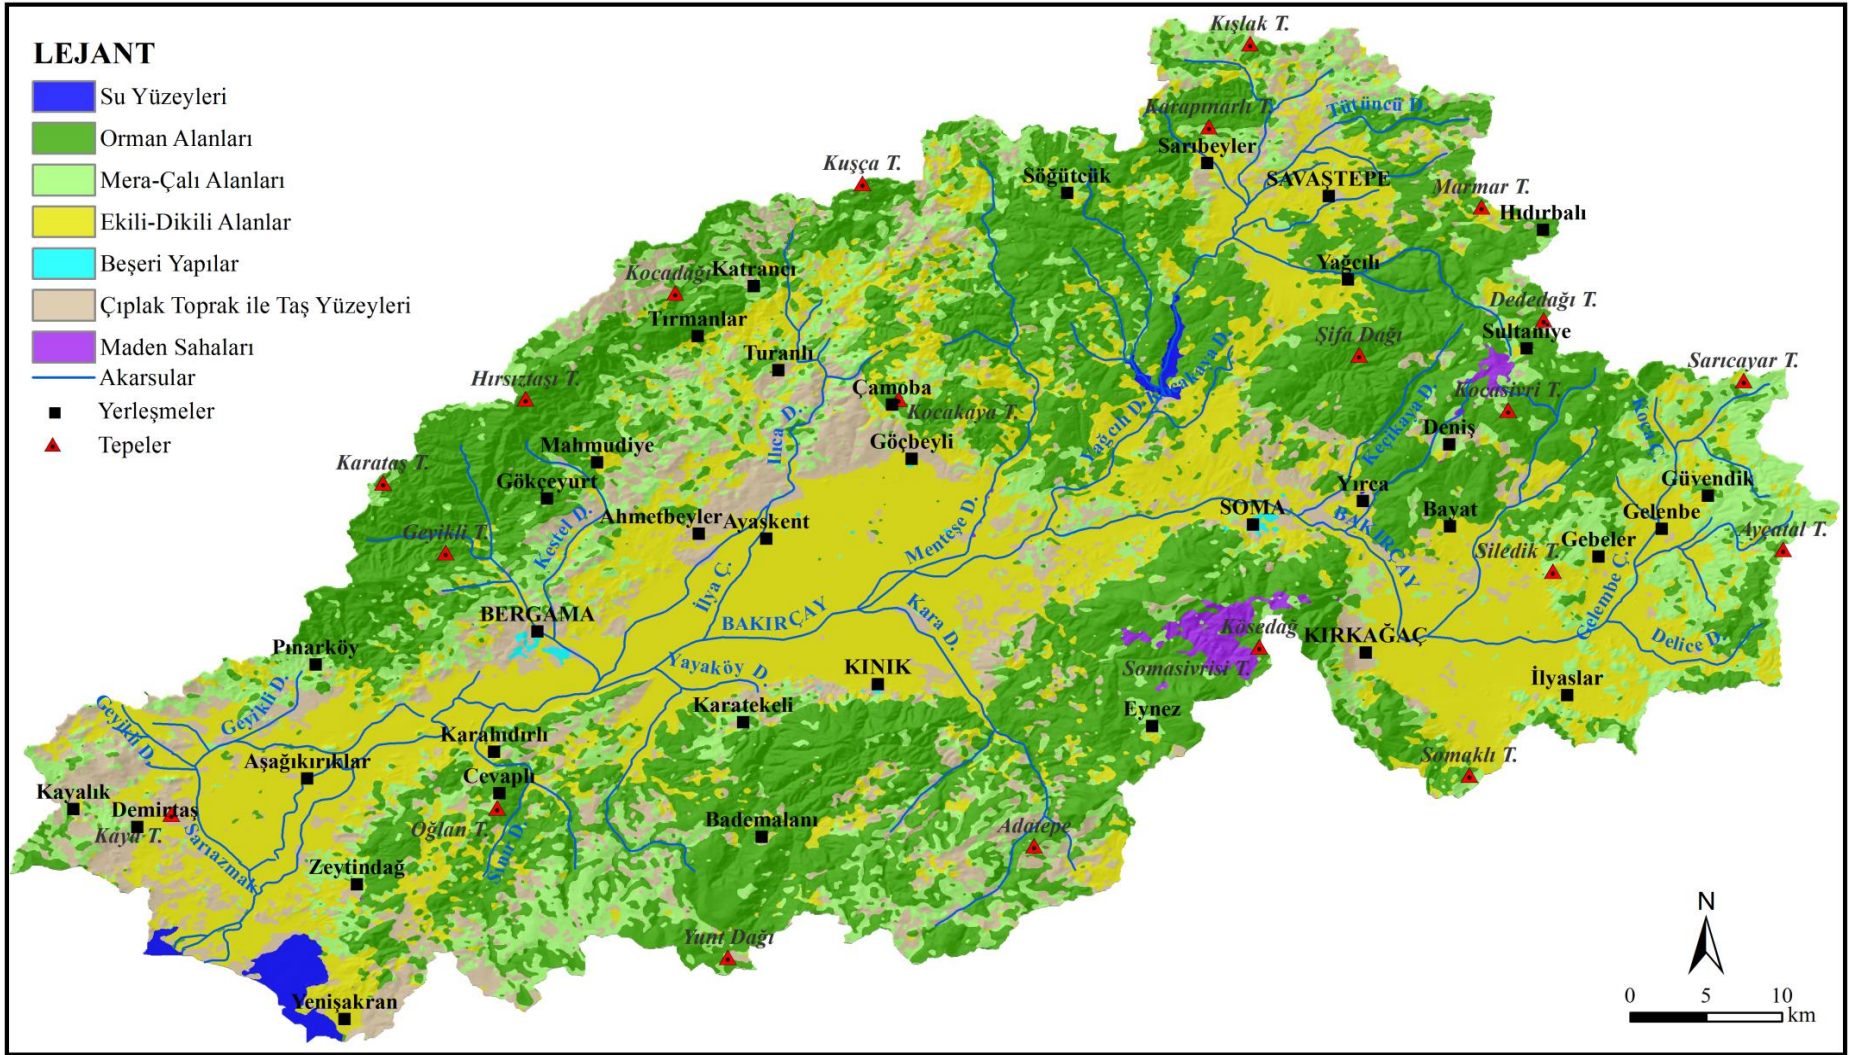 LEJANT
Su Yüzeyleri
Orman Alanları
Mera-Çalı Alanları
Ekili-Dikili Alanlar
Beşeri Yapılar
Çıplak Toprak ile Taş Yüzeyleri
Maden Sahaları
Akarsular
Yerleşmeler
Tepeler
Kışlak T.
Karapınarlı T.
Tütüncü D.
Sarıbeyler
Kuşça T.
Söğütcük
SAVAŞTEPE
Marmar T.
Hıdırbalı
Kocadağı
Katrancı
Yağcılı
Dededağı T.
Tırmanlar
Şifa Dağı
Sultaniye
Turanlı
Sarıcayar T.
Hırsıztaşı T.
Çamoba
Kocakaya D.
Kocasivri T.
Kocakaya T.
Ilıca D.
Yağcılı D.
Keçikaya D.
Koca Ç.
Deniş
Mahmudiye
Göçbeyli
Karataş T.
Gökçeyurt
Yırca
Güvendik
Ahmetbeyler
Ayaskent
SOMA
Bayat
Gelenbe
Geyikli T.
Kestel D.
Menteşe D.
BAKIRÇAY
Gebeler
Ayçatal T.
Siledik T.
İlya Ç.
BERGAMA
BAKIRÇAY
Kara D.
Kösedağ
KIRKAĞAÇ
Gelembe Ç.
Delice D.
Pınarköy
Yayaköy D.
KINIK
Somasivrisi T.
İlyaslar
Geyikli D.
Geyikli D.
Karatekeli
Eynez
Karahıdırlı
Aşağıkırıklar
Cevaplı
Somaklı T.
Kayalık
Demirtaş
Kaya T.
Oğlan T.
Bademalanı
Adatepe
Sarıazmak
Sınır D.
Zeytindağ
Yunt Dağı
Yenişakran
N
0 5 10
km